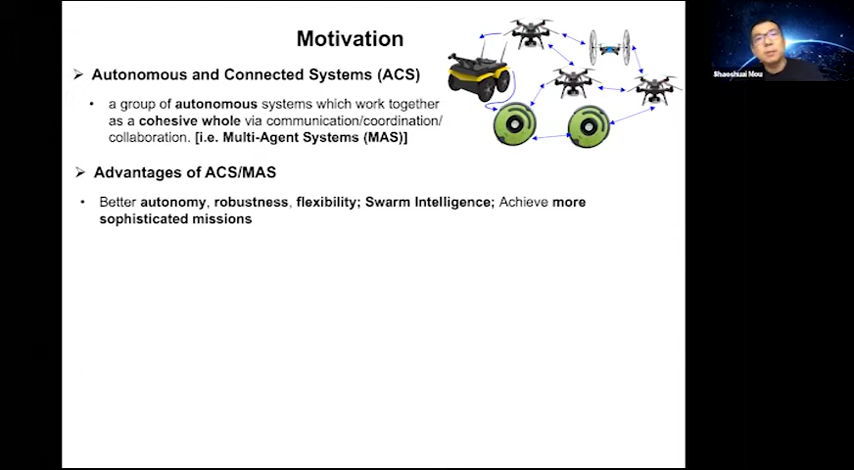 Motivation
Shaoshuai Mou
➢ Autonomous and Connected Systems (ACS)
• a group of autonomous systems which work together
as a cohesive whole via communication/coordination/
collaboration. [i.e. Multi-Agent Systems (MAS)]
➢ Advantages of ACS/MAS
• Better autonomy, robustness, flexibility; Swarm Intelligence; Achieve more
sophisticated missions